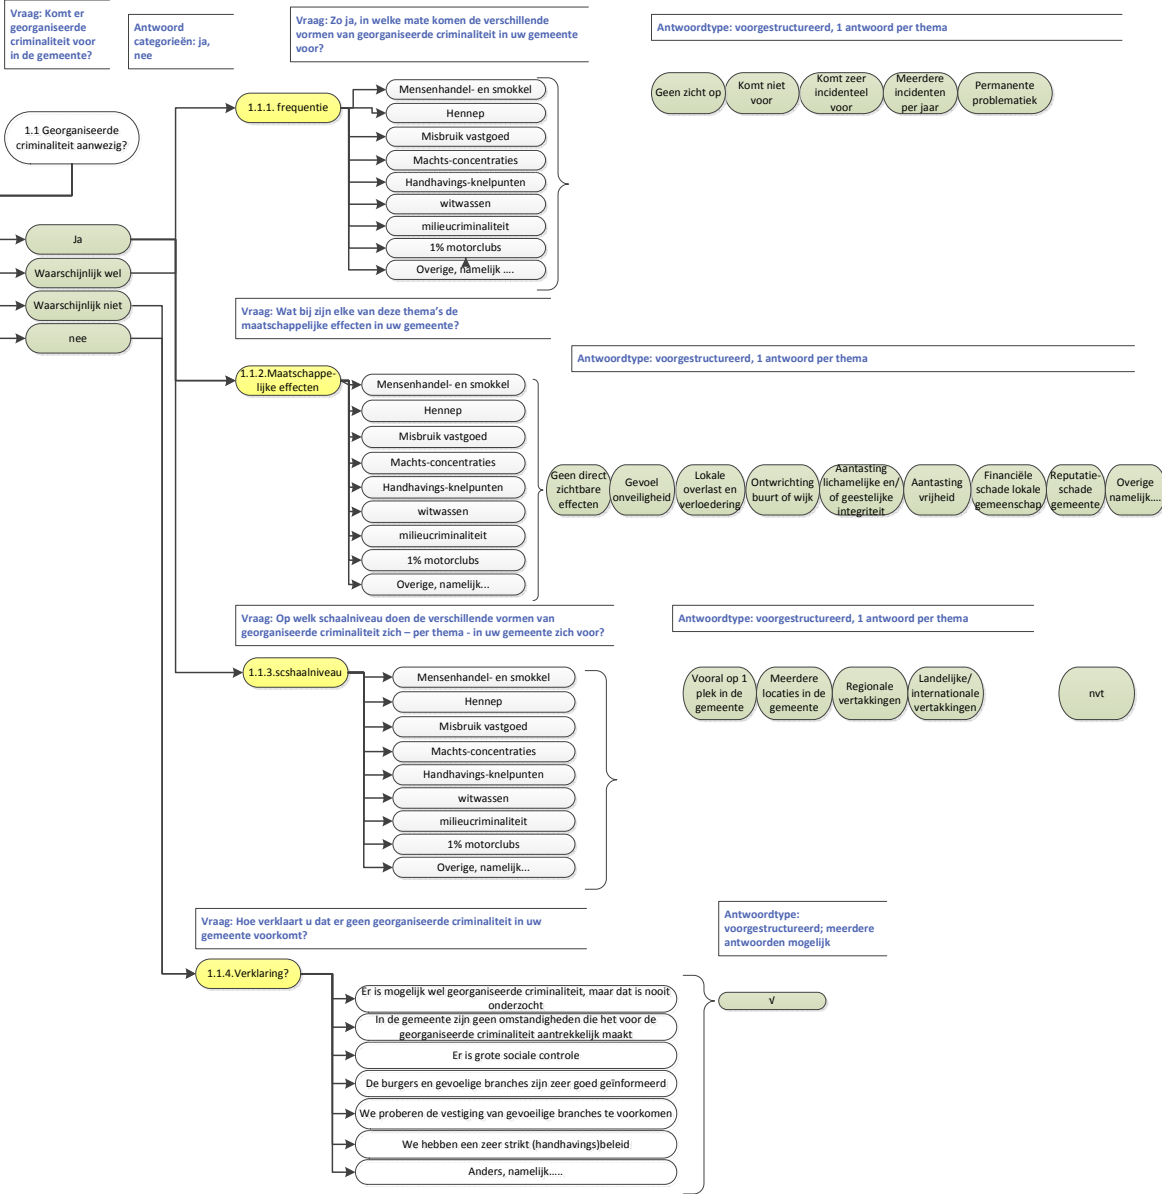 Vraag: Komt er
georganiseerde
criminaliteit voor
in de gemeente?
Antwoord
categorieën: ja,
nee
Vraag: Zo ja, in welke mate komen de verschillende
vormen van georganiseerde criminaliteit in uw gemeente
voor?
Antwoordtype: voorgestructureerd, 1 antwoord per thema
1.1 Georganiseerde
criminaliteit aanwezig?
Ja
Waarschijnlijk wel
Waarschijnlijk niet
nee
1.1.1. frequentie
Mensenhandel- en smokkel
Hennep
Misbruik vastgoed
Machts-concentraties
Handhavings-knelpunten
witwassen
milieucriminaliteit
1% motorclubs
Overige, namelijk ....
Geen zicht op
Komt niet
voor
Komt zeer
incidenteel
voor
Meerdere
incidenten
per jaar
Permanente
problematiek
Vraag: Wat bij zijn elke van deze thema's de
maatschappelijke effecten in uw gemeente?
Antwoordtype: voorgestructureerd, 1 antwoord per thema
1.1.2.Maatschappe-
lijke effecten
Mensenhandel- en smokkel
Hennep
Misbruik vastgoed
Machts-concentraties
Handhavings-knelpunten
witwassen
milieucriminaliteit
1% motorclubs
Overige, namelijk...
Geen direct
zichtbare
effecten
Gevoel
onveiligheid
Lokale
overlast en
verloedering
Ontwrichting
buurt of wijk
Aantasting
lichamelijke en/
of geestelijke
integriteit
Aantasting
vrijheid
Financiële
schade lokale
gemeenschap
Reputatie-
schade
gemeente
Overige
namelijk....
Vraag: Op welk schaalniveau doen de verschillende vormen van
georganiseerde criminaliteit zich – per thema - in uw gemeente zich voor?
Antwoordtype: voorgestructureerd, 1 antwoord per thema
1.1.3.scshaalniveau
Mensenhandel- en smokkel
Hennep
Misbruik vastgoed
Machts-concentraties
Handhavings-knelpunten
witwassen
milieucriminaliteit
1% motorclubs
Overige, namelijk...
Vooral op 1
plek in de
gemeente
Meerdere
locaties in de
gemeente
Regionale
vertakkingen
Landelijke/
internationale
vertakkingen
nvt
Vraag: Hoe verklaart u dat er geen georganiseerde criminaliteit in uw
gemeente voorkomt?
Antwoordtype:
voorgestructureerd; meerdere
antwoorden mogelijk
1.1.4.Verklaring?
Er is mogelijk wel georganiseerde criminaliteit, maar dat is nooit
onderzocht
In de gemeente zijn geen omstandigheden die het voor de
georganiseerde criminaliteit aantrekkelijk maakt
Er is grote sociale controle
De burgers en gevoelige branches zijn zeer goed geïnformeerd
We proberen de vestiging van gevoeilige branches te voorkomen
We hebben een zeer strikt (handhavings)beleid
Anders, namelijk.....
√